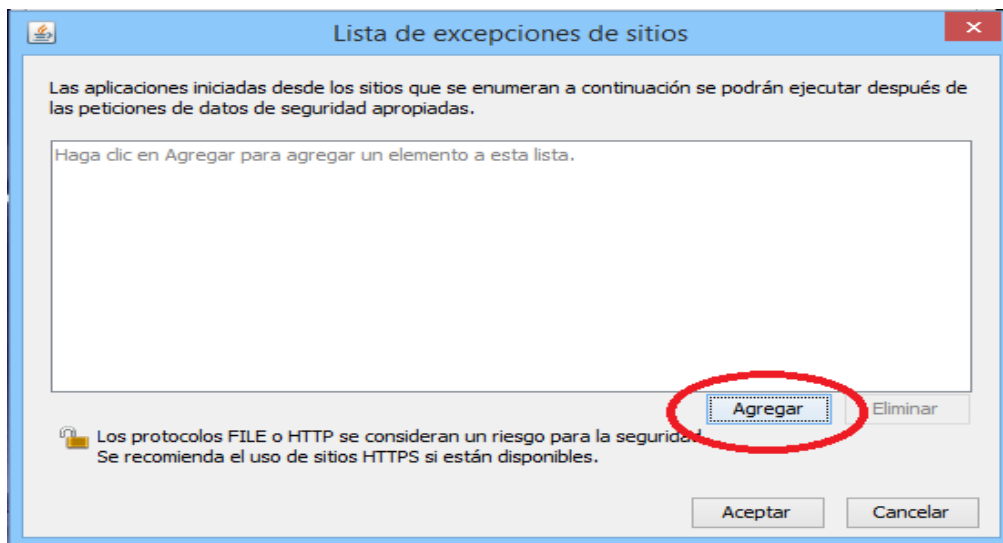 Lista de excepciones de sitios
Las aplicaciones iniciadas desde los sitios que se enumeran a continuación se podrán ejecutar después de
las peticiones de datos de seguridad apropiadas.
Haga clic en Agregar para agregar un elemento a esta lista.
Agregar
Eliminar
Los protocolos FILE o HTTP se consideran un riesgo para la seguridad.
Se recomienda el uso de sitios HTTPS si están disponibles.
Aceptar
Cancelar